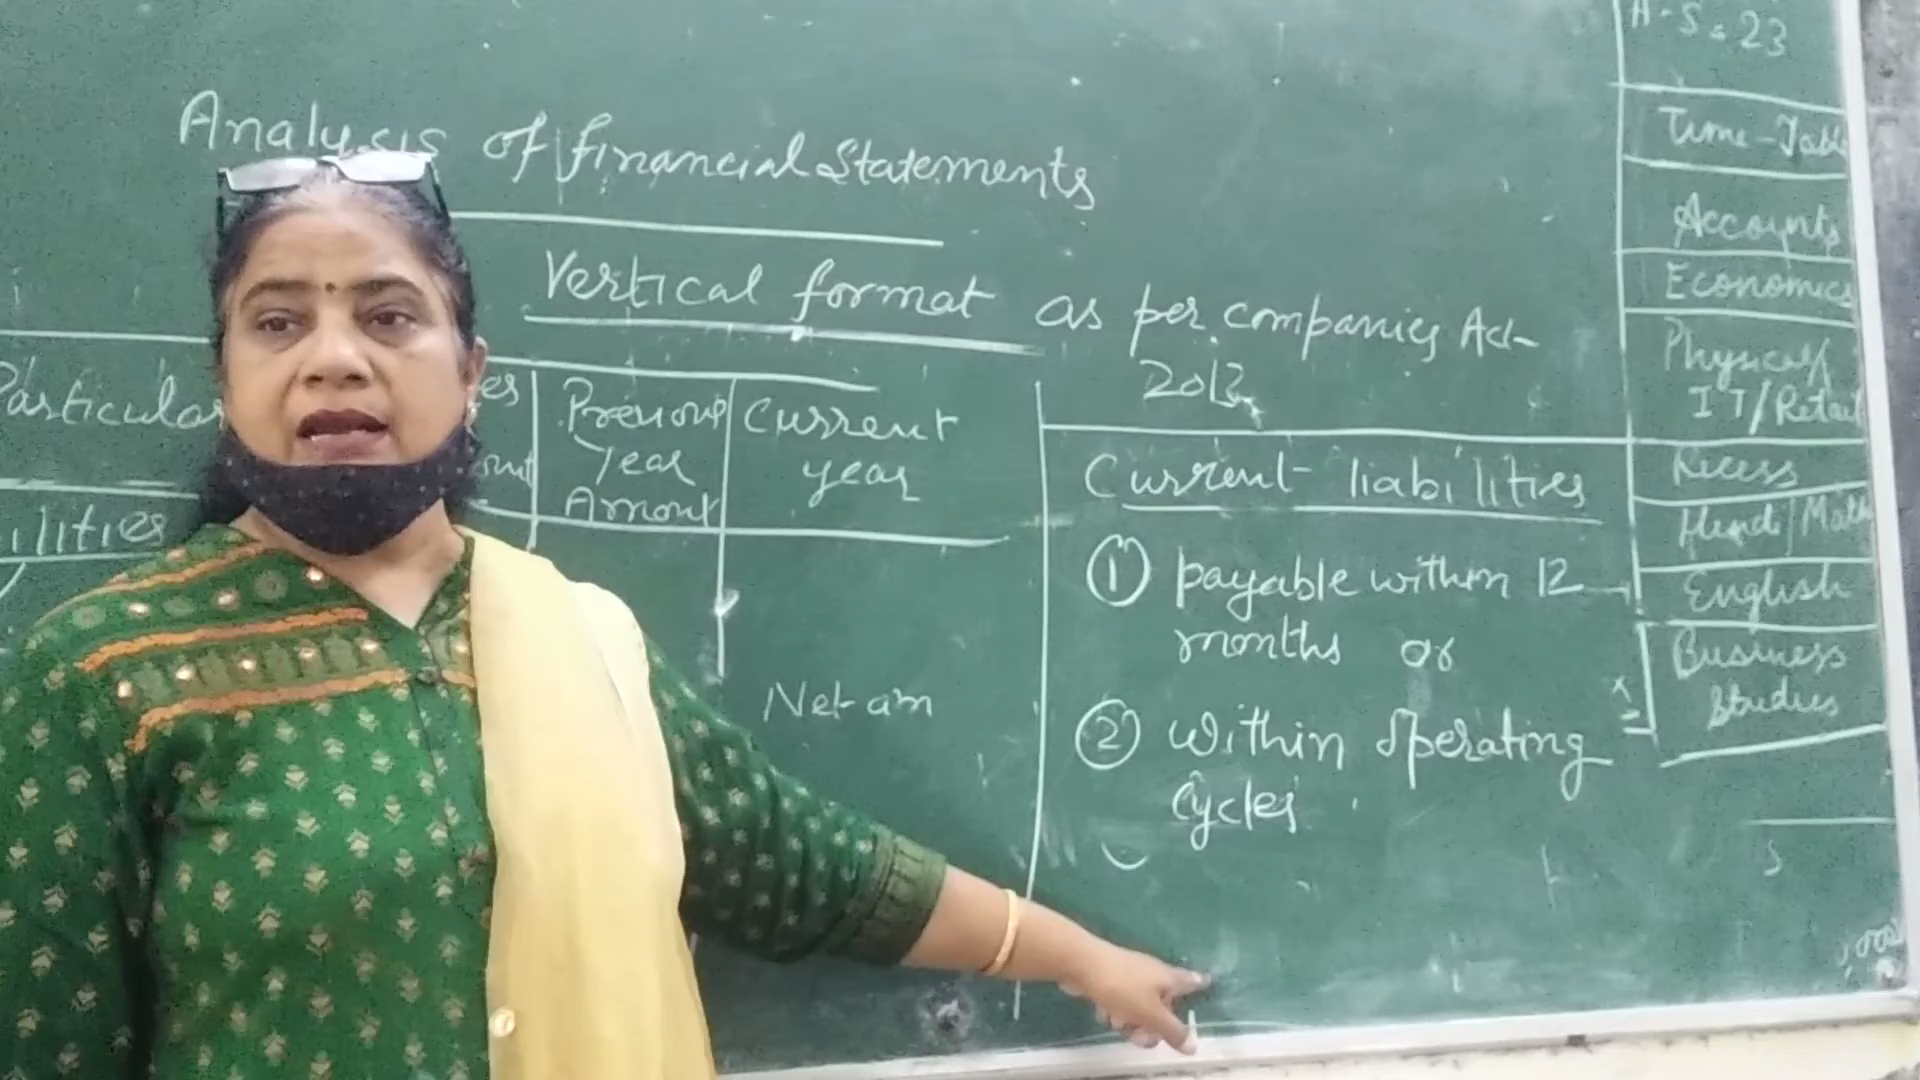 Analysis of financial Statements
Vertical format as per companies Act-
2013
Particular
Previous
Year
Amount
Current
year
ilities
Net am
Current liabilities
① payable within 12
months or
② within operating
cycles
A-S = 23
Time-Table
Accounts
Economics
Physical/
IT/Retail
Recess
Hindi/Math
English
Business
Studies